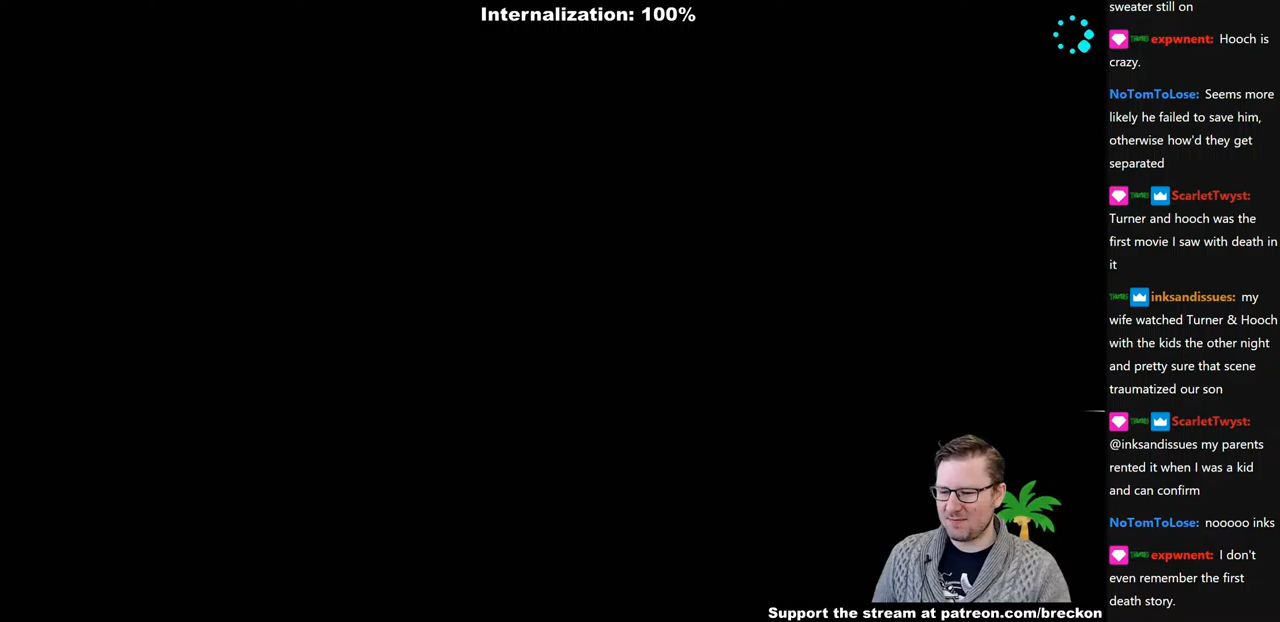 Internalization: 100%
sweater still on
expwnent: Hooch is
crazy.
NoTomToLose: Seems more
likely he failed to save him,
otherwise how'd they get
separated
ScarletTwyst:
Turner and hooch was the
first movie I saw with death in
it
inksandissues: my
wife watched Turner & Hooch
with the kids the other night
and pretty sure that scene
traumatized our son
ScarletTwyst:
@inksandissues my parents
rented it when I was a kid
and can confirm
NoTomToLose: nooooo inks
expwnent: I don't
even remember the first
death story.
Support the stream at patreon.com/breckon